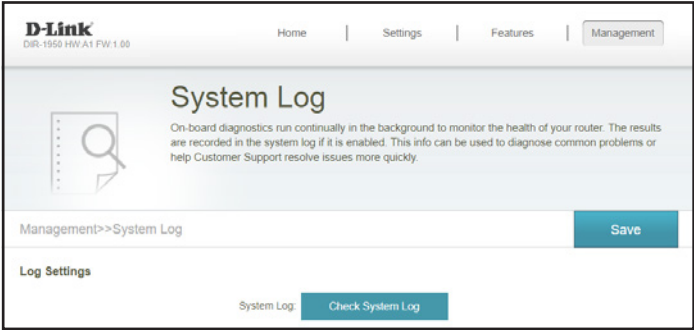 D-Link
DIR-1950 HW:A1 FW:1.00
Home | Settings | Features | Management
System Log
On-board diagnostics run continually in the background to monitor the health of your router. The results
are recorded in the system log if it is enabled. This info can be used to diagnose common problems or
help Customer Support resolve issues more quickly.
Management>>System Log
Save
Log Settings
System Log: Check System Log